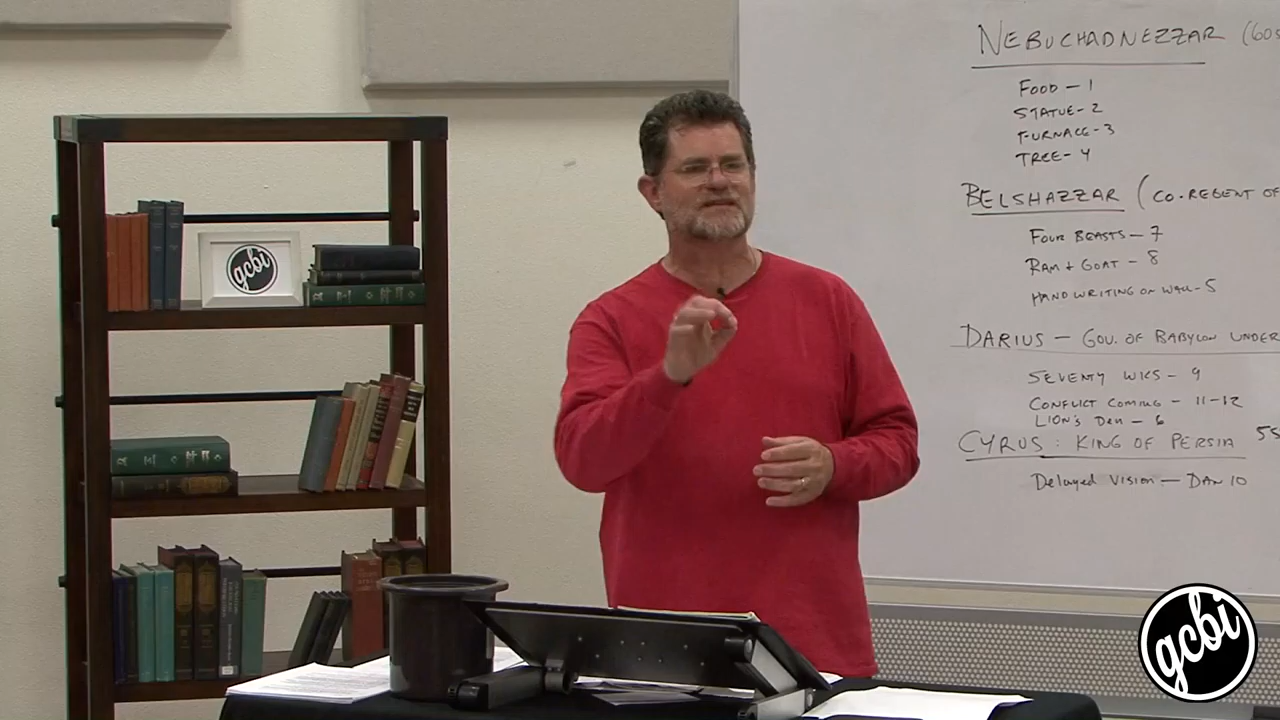 NEBUCHADNEZZAR (605
FOOD - 1
STATUE - 2
FURNACE - 3
TREE - 4
BELSHAZZAR (CO-REGENT OF
FOUR BEASTS - 7
RAM + GOAT - 8
HANDWRITING ON WALL - 5
DARIUS - GOV. OF BABYLON UNDER
SEVENTY WKS - 9
CONFLICT COMING - 11-12
LION'S DEN - 6
CYRUS: KING OF PERSIA
Delayed Vision - DAN 10
gcbi
gcbi